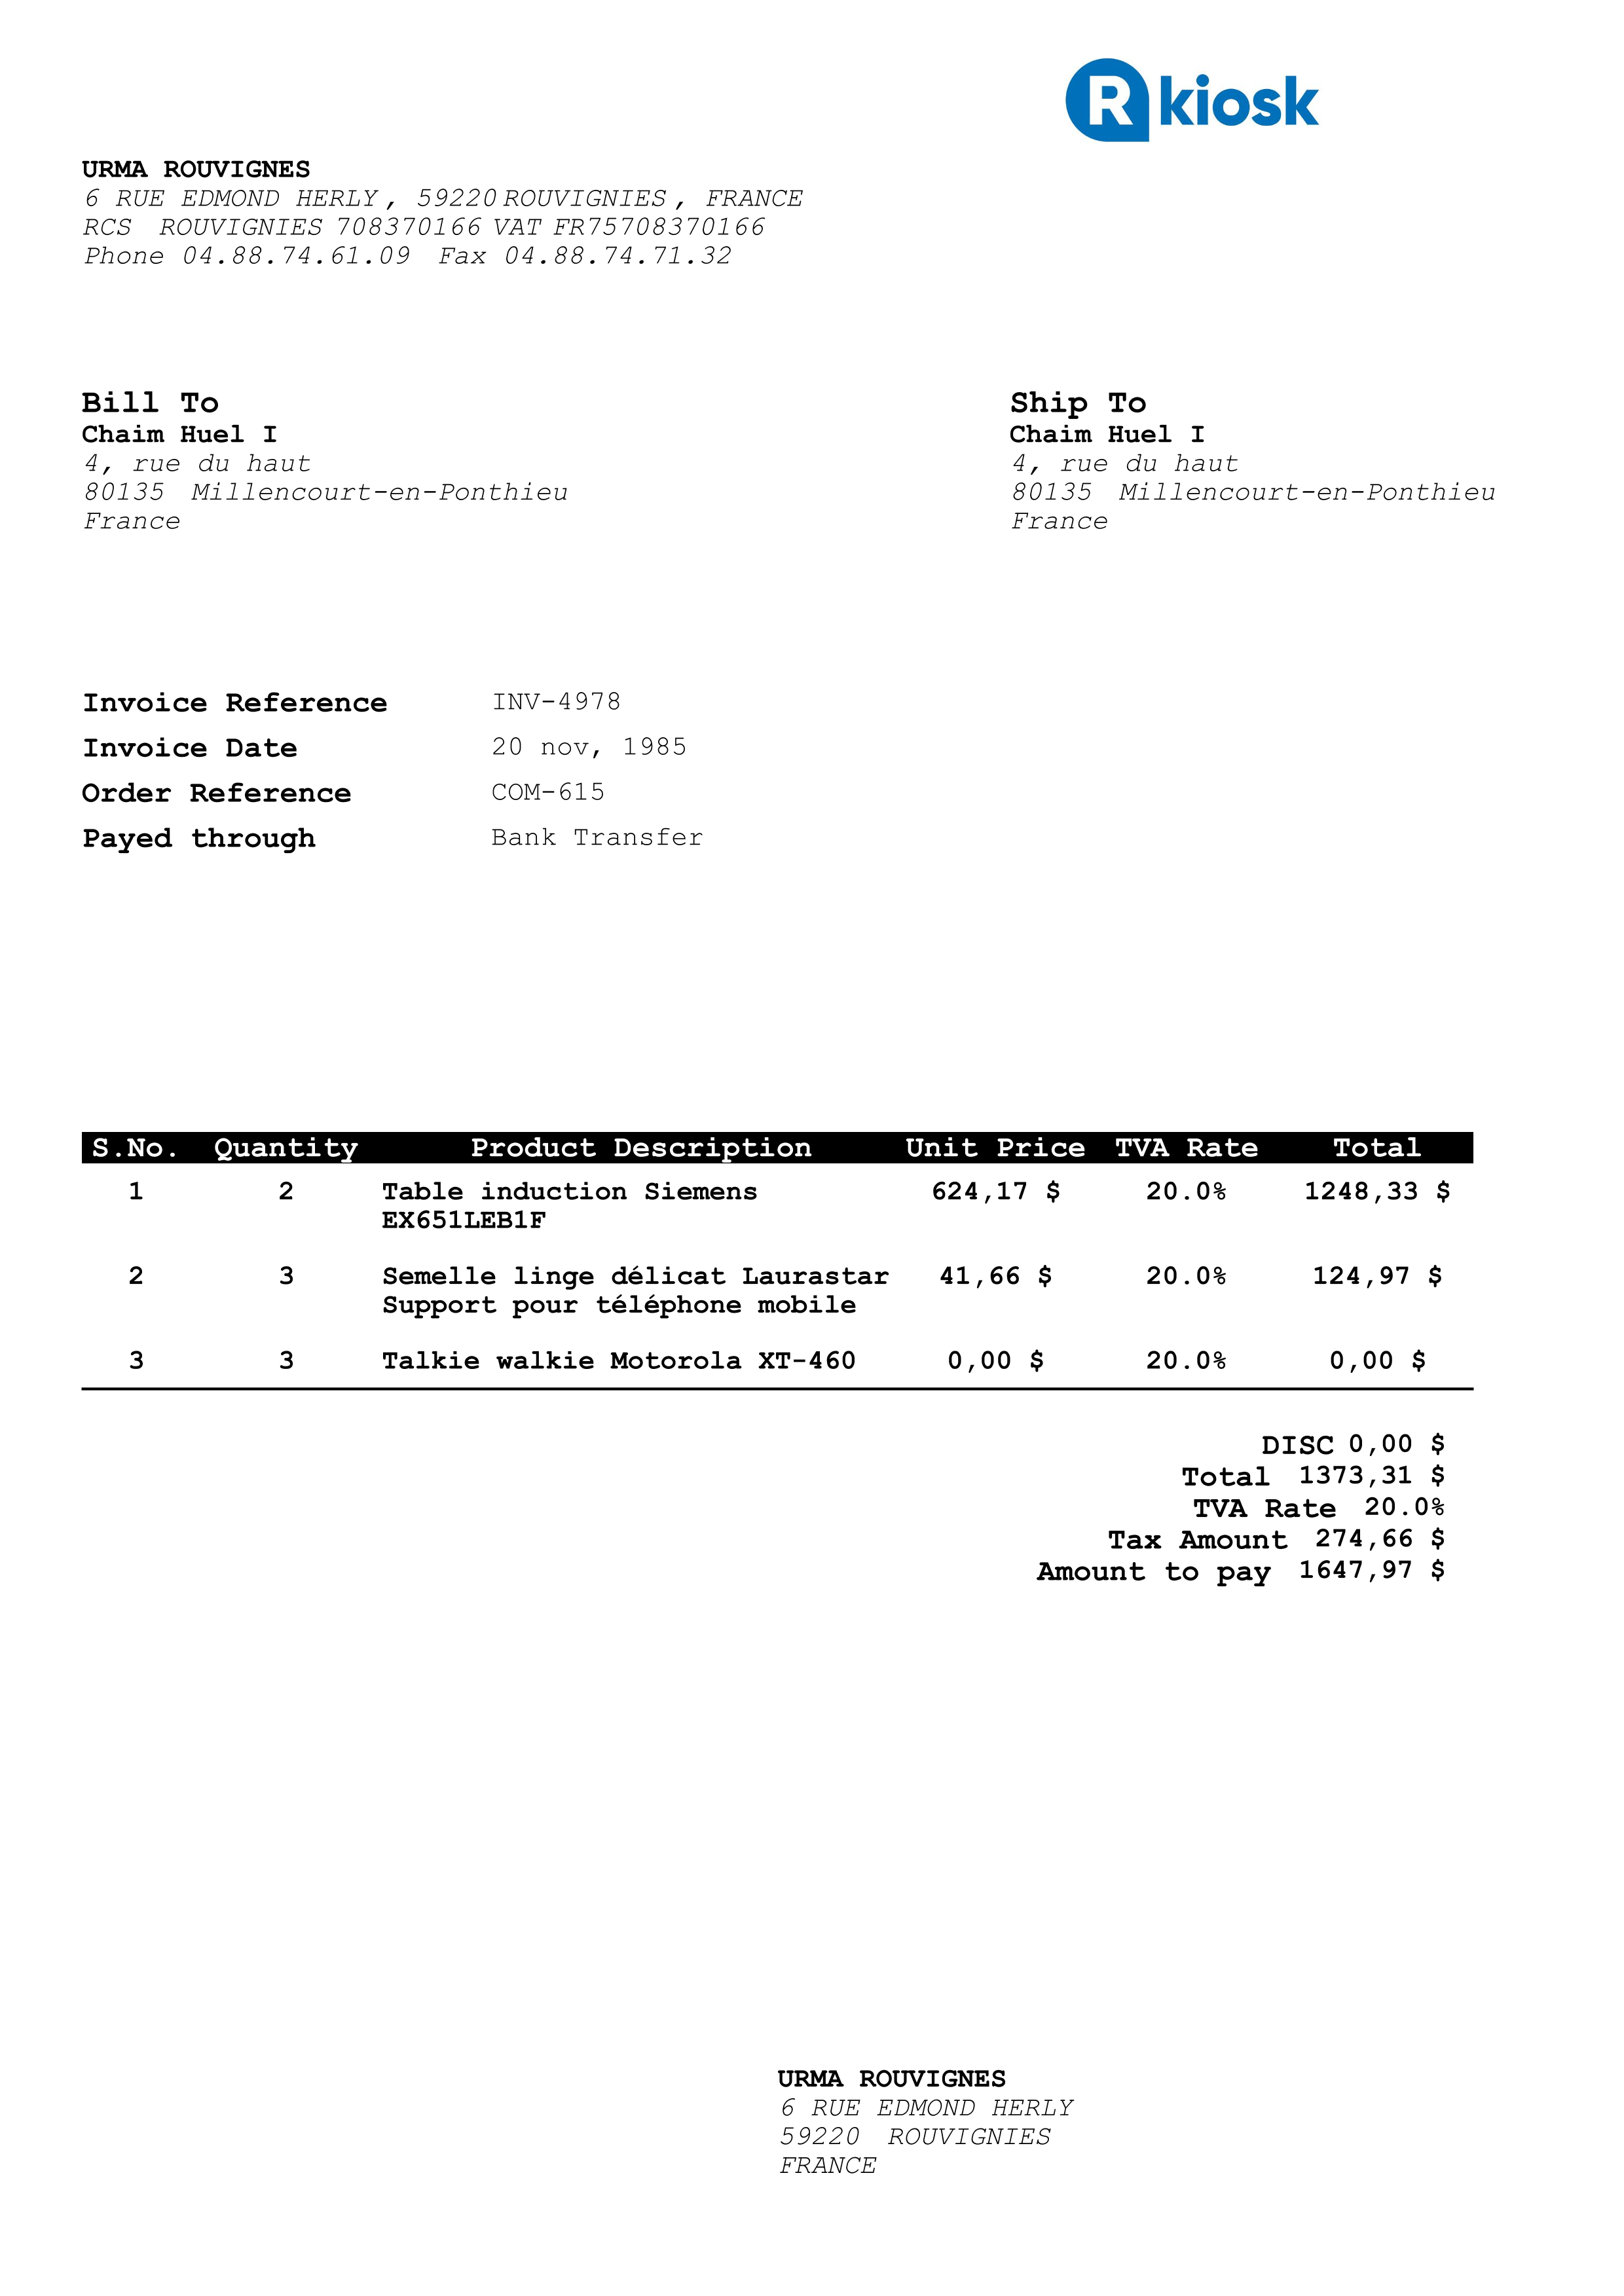 R kiosk
URMA ROUVIGNES
6 RUE EDMOND HERLY, 59220 ROUVIGNIES, FRANCE
RCS ROUVIGNIES 708370166 VAT FR75708370166
Phone 04.88.74.61.09 Fax 04.88.74.71.32
Bill To
Chaim Huel I
4, rue du haut
80135 Millencourt-en-Ponthieu
France
Ship To
Chaim Huel I
4, rue du haut
80135 Millencourt-en-Ponthieu
France
Invoice Reference INV-4978
Invoice Date 20 nov, 1985
Order Reference COM-615
Payed through Bank Transfer
S.No. Quantity Product Description Unit Price TVA Rate Total
1 2 Table induction Siemens 624,17 $ 20.0% 1248,33 $
EX651LEB1F
2 3 Semelle linge délicat Laurastar 41,66 $ 20.0% 124,97 $
Support pour téléphone mobile
3 3 Talkie walkie Motorola XT-460 0,00 $ 20.0% 0,00 $
DISC 0,00 $
Total 1373,31 $
TVA Rate 20.0%
Tax Amount 274,66 $
Amount to pay 1647,97 $
URMA ROUVIGNES
6 RUE EDMOND HERLY
59220 ROUVIGNIES
FRANCE